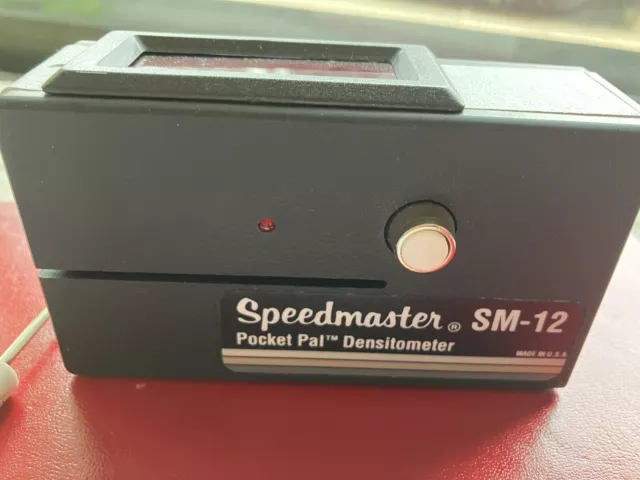 Speedmaster® SM-12
Pocket Pal™ Densitometer
MADE IN U.S.A